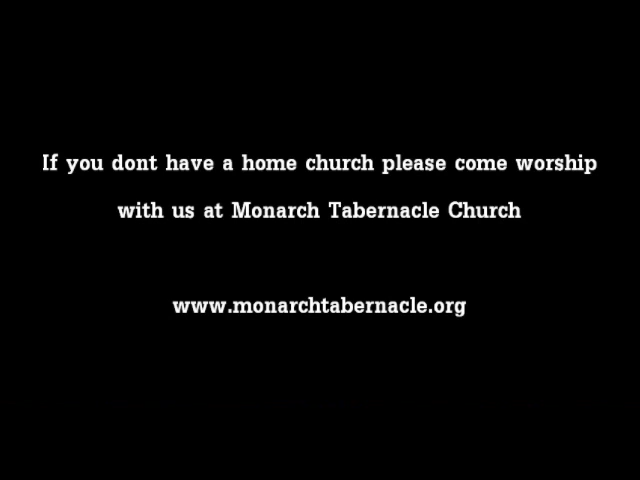 If you dont have a home church please come worship
with us at Monarch Tabernacle Church
www.monarchtabernacle.org